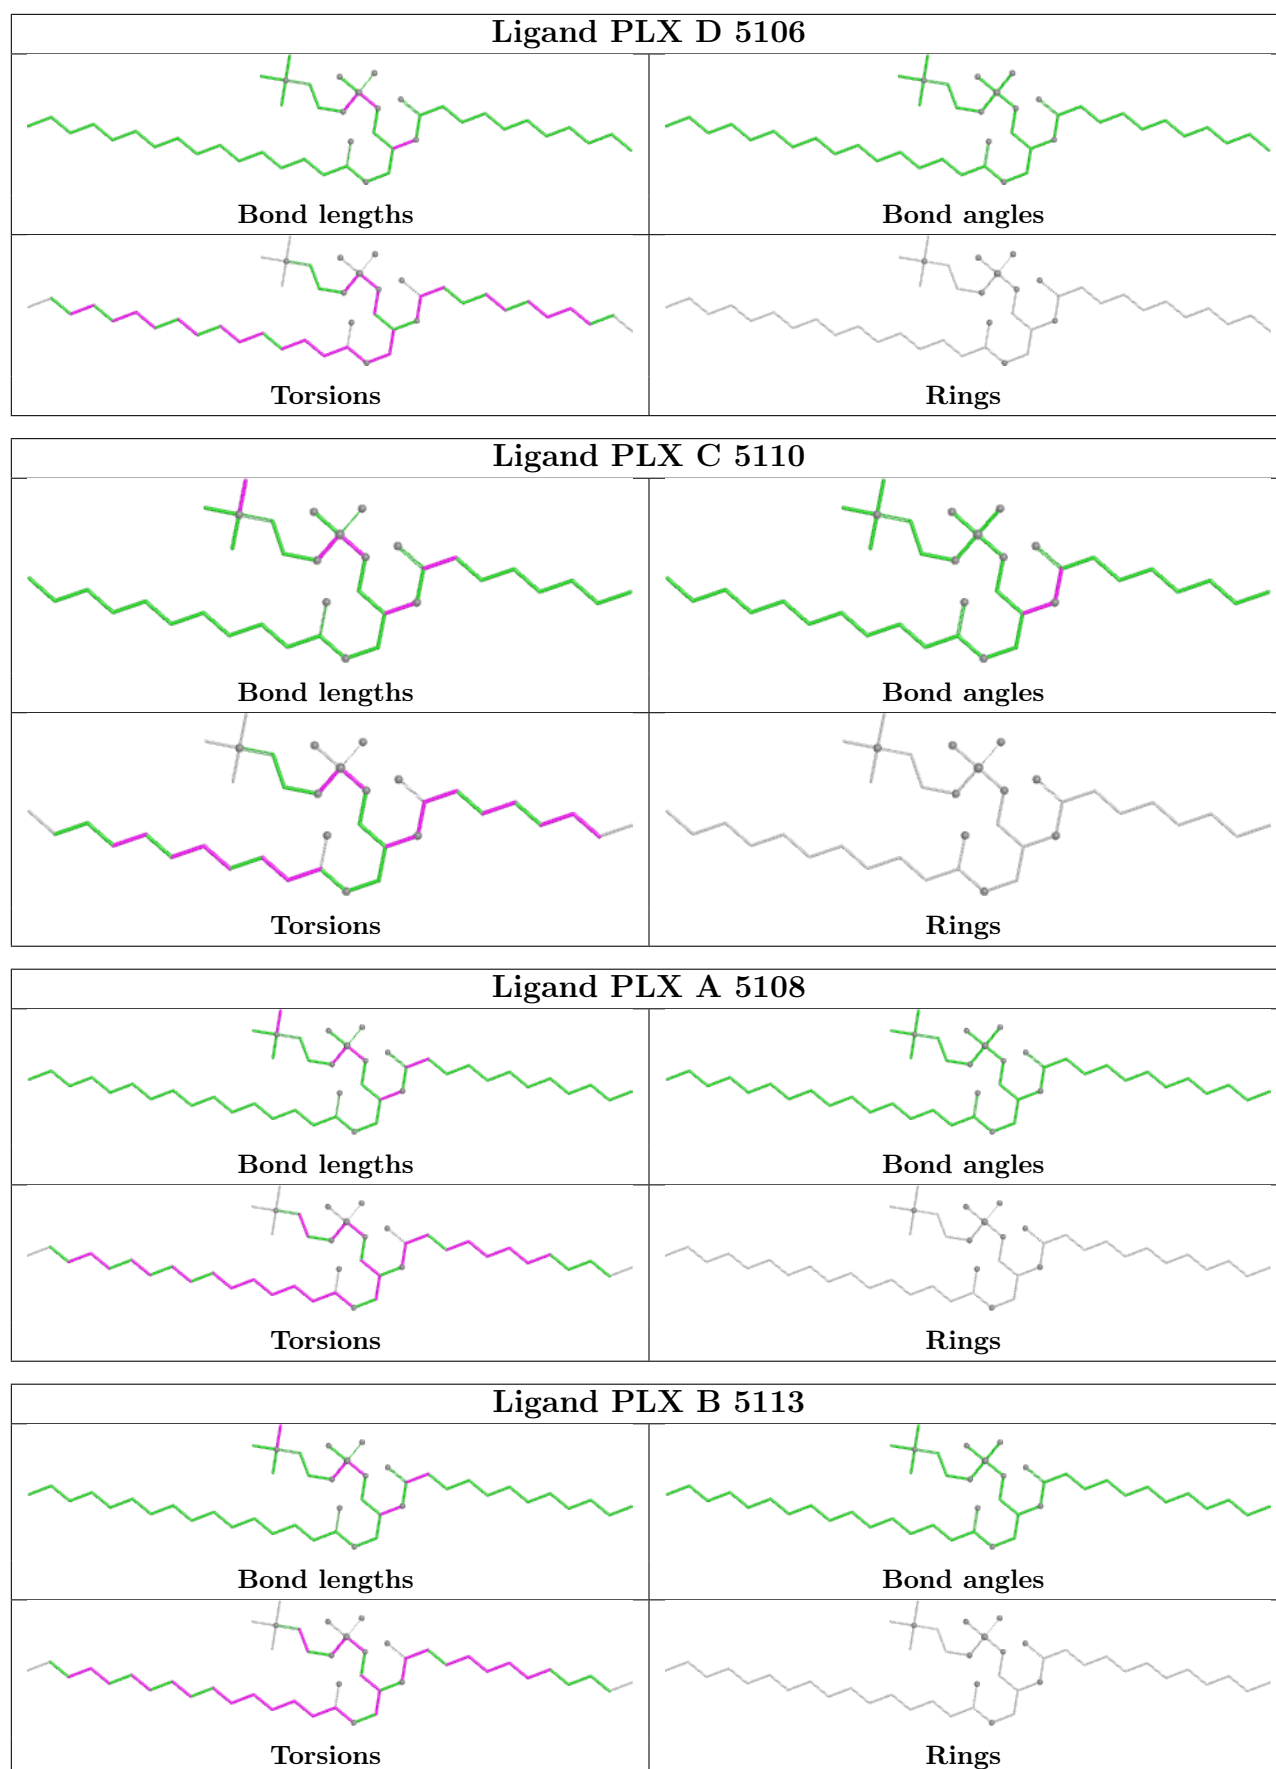 Ligand PLX D 5106
Bond lengths
Bond angles
Torsions
Rings
Ligand PLX C 5110
Bond lengths
Bond angles
Torsions
Rings
Ligand PLX A 5108
Bond lengths
Bond angles
Torsions
Rings
Ligand PLX B 5113
Bond lengths
Bond angles
Torsions
Rings